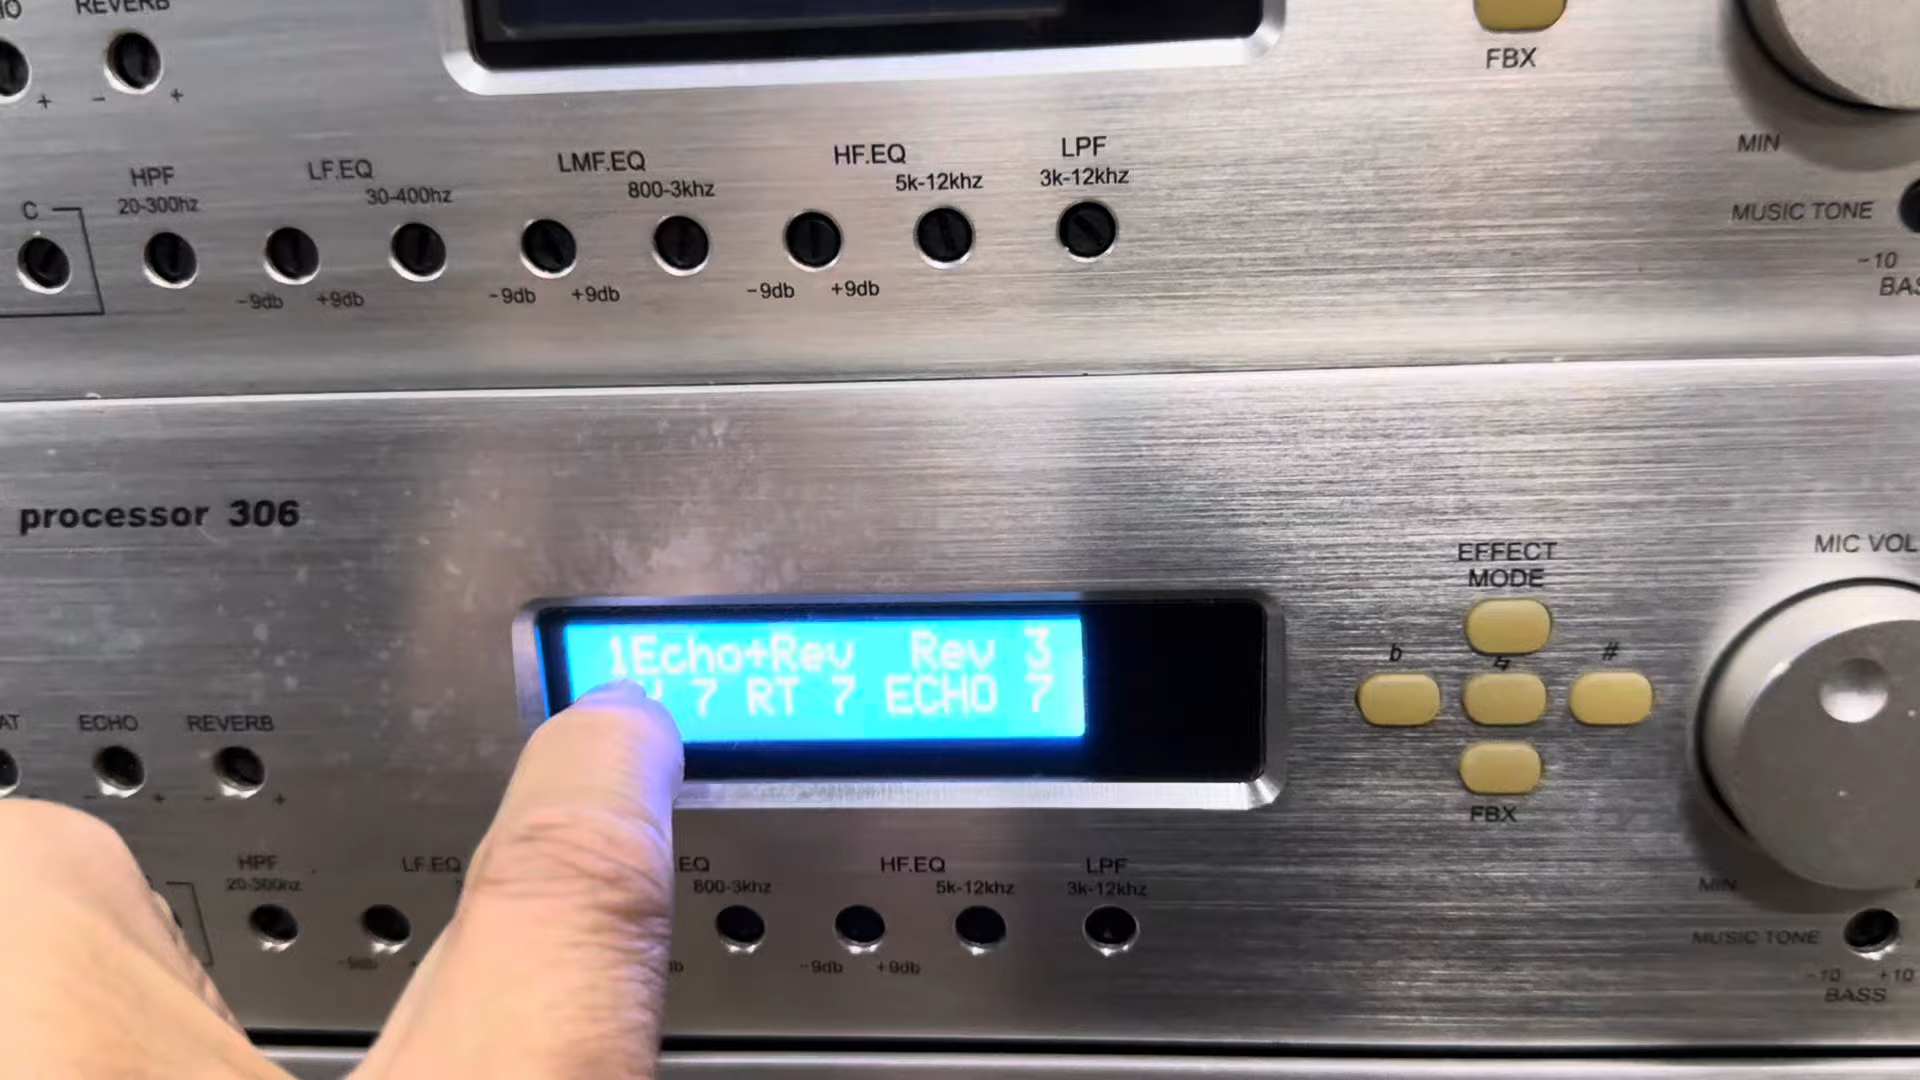 REVERB
- +
+
FBX
MIN
C
HPF
20-300hz
LF.EQ
30-400hz
LMF.EQ
800-3khz
HF.EQ
5k-12khz
LPF
3k-12khz
MUSIC TONE
-10
-9db +9db
-9db +9db
-9db +9db
processor 306
EFFECT
MODE
MIC VOL
b #
1Echo+Rev Rev 3
7 RT 7 ECHO 7
ECHO
REVERB
- +
- +
FBX
HPF
20-300hz
LF.EQ
.EQ
800-3khz
HF.EQ
5k-12khz
LPF
3k-12khz
MIN
MUSIC TONE
-10 +10
BASS
-9db
-9db +9db